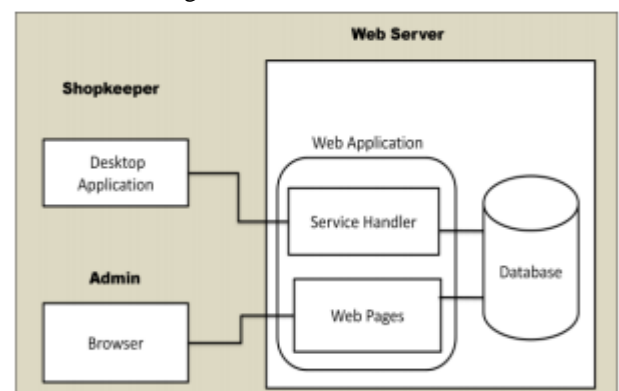 Web Server
Shopkeeper
Web Application
Desktop
Application
Service Handler
Admin
Database
Web Pages
Browser